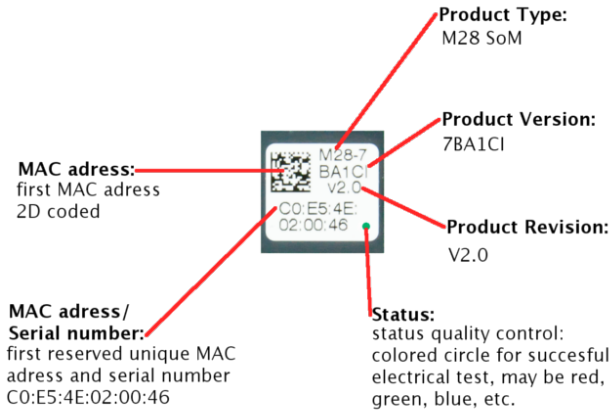 Product Type:
M28 SoM
Product Version:
7BA1CI
MAC adress:
first MAC adress
2D coded
M28-7
BA1CI
V2.0
C0:E5:4E:
02:00:46
Product Revision:
V2.0
MAC adress/
Serial number:
first reserved unique MAC
adress and serial number
C0:E5:4E:02:00:46
Status:
status quality control:
colored circle for succesful
electrical test, may be red,
green, blue, etc.